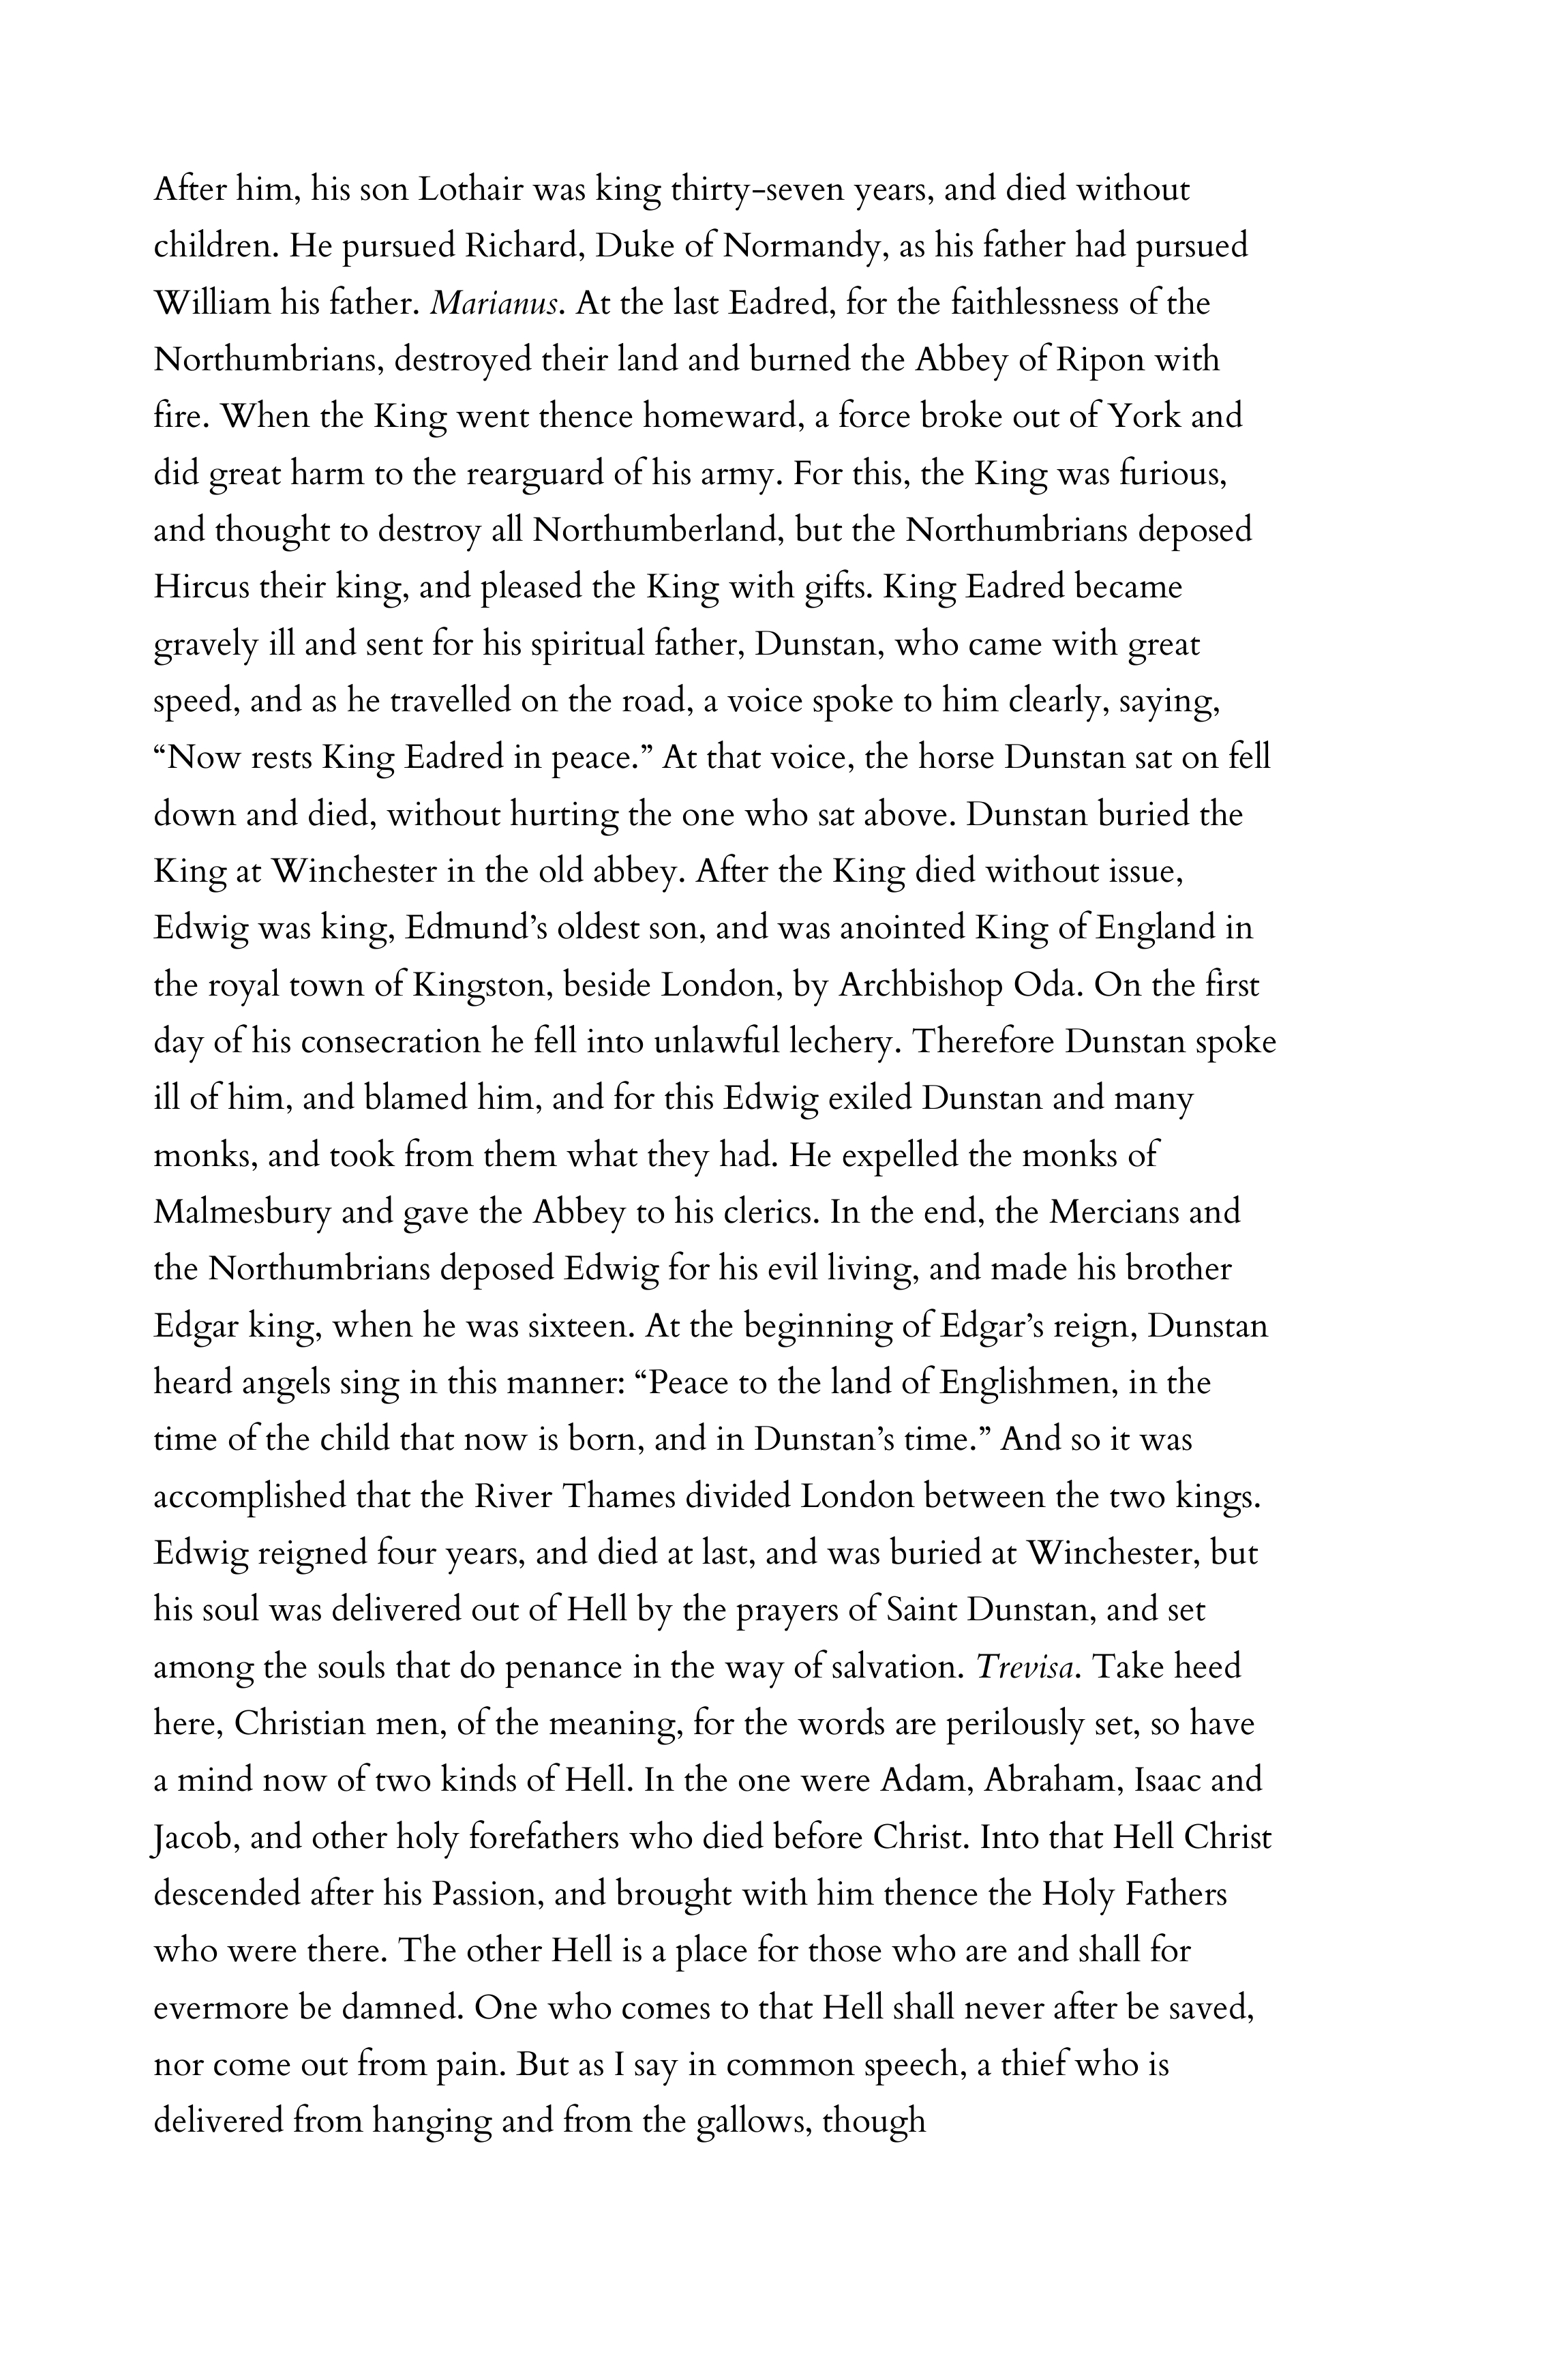 After him, his son Lothair was king thirty-seven years, and died without
children. He pursued Richard, Duke of Normandy, as his father had pursued
William his father. Marianus. At the last Eadred, for the faithlessness of the
Northumbrians, destroyed their land and burned the Abbey of Ripon with
fire. When the King went thence homeward, a force broke out of York and
did great harm to the rearguard of his army. For this, the King was furious,
and thought to destroy all Northumberland, but the Northumbrians deposed
Hircus their king, and pleased the King with gifts. King Eadred became
gravely ill and sent for his spiritual father, Dunstan, who came with great
speed, and as he travelled on the road, a voice spoke to him clearly, saying,
“Now rests King Eadred in peace.” At that voice, the horse Dunstan sat on fell
down and died, without hurting the one who sat above. Dunstan buried the
King at Winchester in the old abbey. After the King died without issue,
Edwig was king, Edmund’s oldest son, and was anointed King of England in
the royal town of Kingston, beside London, by Archbishop Oda. On the first
day of his consecration he fell into unlawful lechery. Therefore Dunstan spoke
ill of him, and blamed him, and for this Edwig exiled Dunstan and many
monks, and took from them what they had. He expelled the monks of
Malmesbury and gave the Abbey to his clerics. In the end, the Mercians and
the Northumbrians deposed Edwig for his evil living, and made his brother
Edgar king, when he was sixteen. At the beginning of Edgar’s reign, Dunstan
heard angels sing in this manner: “Peace to the land of Englishmen, in the
time of the child that now is born, and in Dunstan’s time.” And so it was
accomplished that the River Thames divided London between the two kings.
Edwig reigned four years, and died at last, and was buried at Winchester, but
his soul was delivered out of Hell by the prayers of Saint Dunstan, and set
among the souls that do penance in the way of salvation. Trevisa. Take heed
here, Christian men, of the meaning, for the words are perilously set, so have
a mind now of two kinds of Hell. In the one were Adam, Abraham, Isaac and
Jacob, and other holy forefathers who died before Christ. Into that Hell Christ
descended after his Passion, and brought with him thence the Holy Fathers
who were there. The other Hell is a place for those who are and shall for
evermore be damned. One who comes to that Hell shall never after be saved,
nor come out from pain. But as I say in common speech, a thief who is
delivered from hanging and from the gallows, though